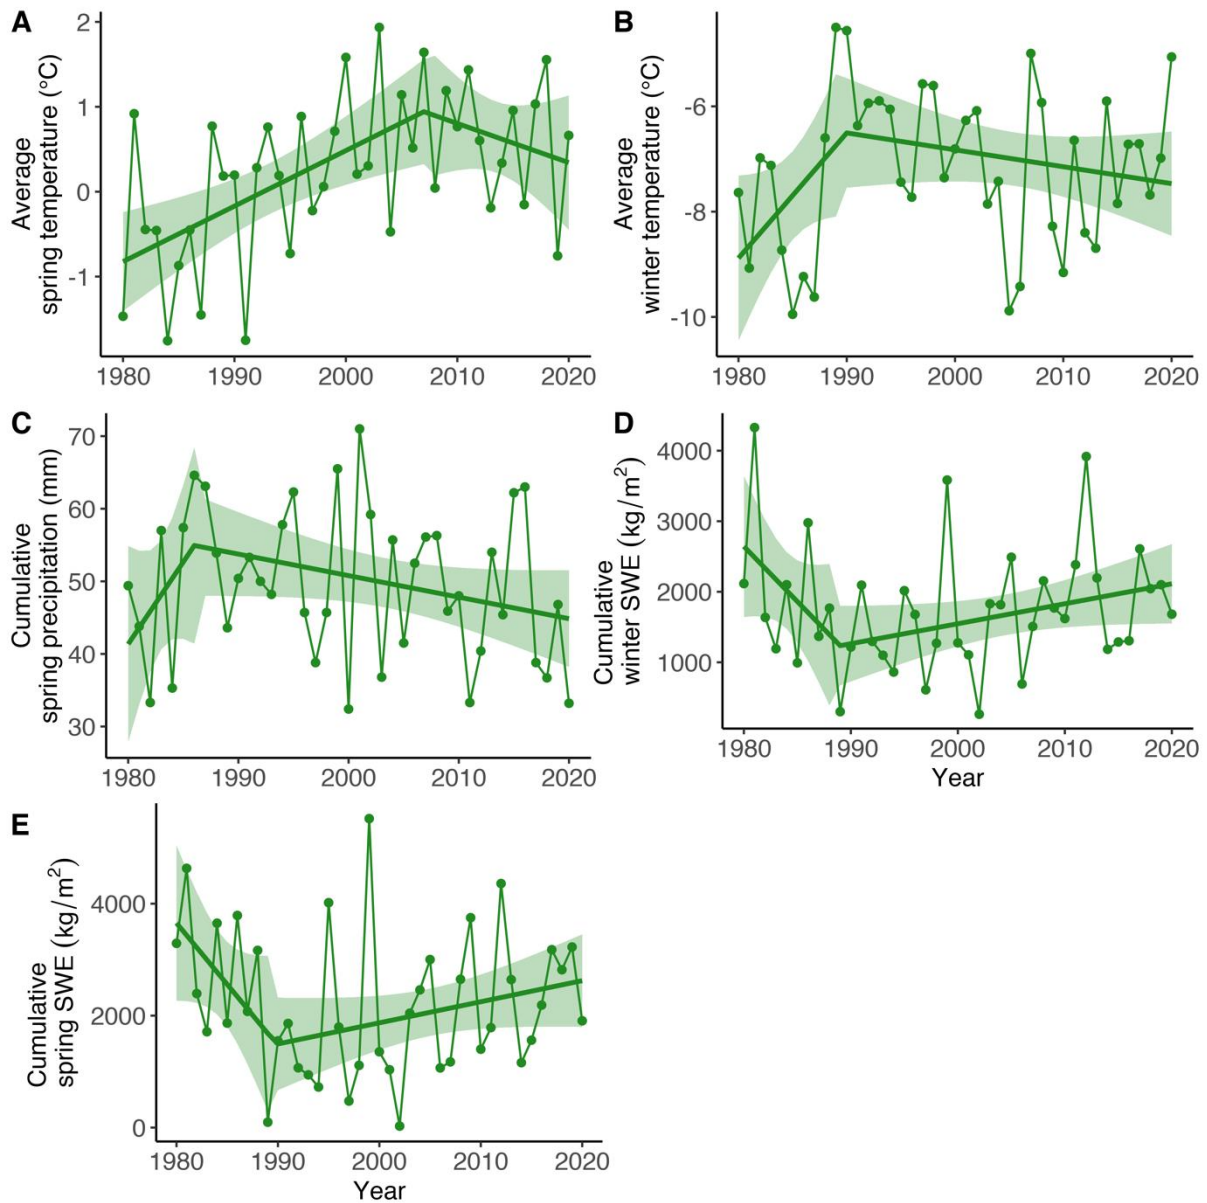 A
Average
spring temperature (°C)
2
1
0
-1
1980 1990 2000 2010 2020
B
Average
winter temperature (°C)
-6
-8
-10
1980 1990 2000 2010 2020
C
Cumulative
spring precipitation (mm)
70
60
50
40
30
1980 1990 2000 2010 2020
D
Cumulative
winter SWE (kg/m²)
4000
3000
2000
1000
1980 1990 2000 2010 2020
Year
E
Cumulative
spring SWE (kg/m²)
4000
2000
0
1980 1990 2000 2010 2020
Year